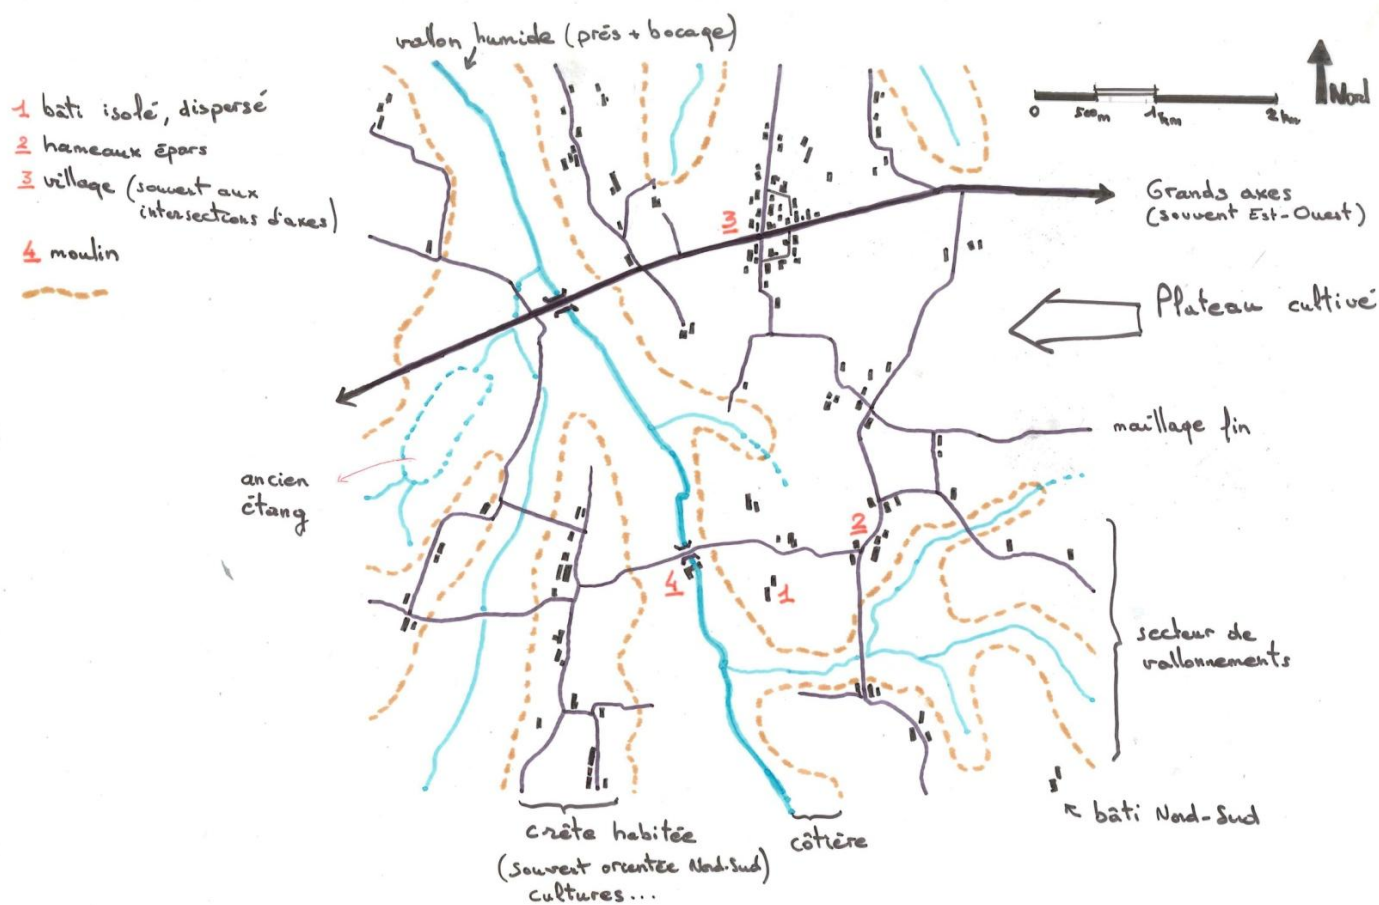 vallon humide (prés + bocage)
1 bâti isolé, dispersé
2 hameaux épars
3 village (souvent aux
intersections d'axes)
4 moulin
Nord
0 500m 1km 2km
Grands axes
(souvent Est-Ouest)
Plateau cultivé
maillage fin
3
ancien
étang
2
4
1
secteur de
vallonnements
bâti Nord-Sud
crête habitée
(souvent orientée Nord-Sud)
cultures...
côtière